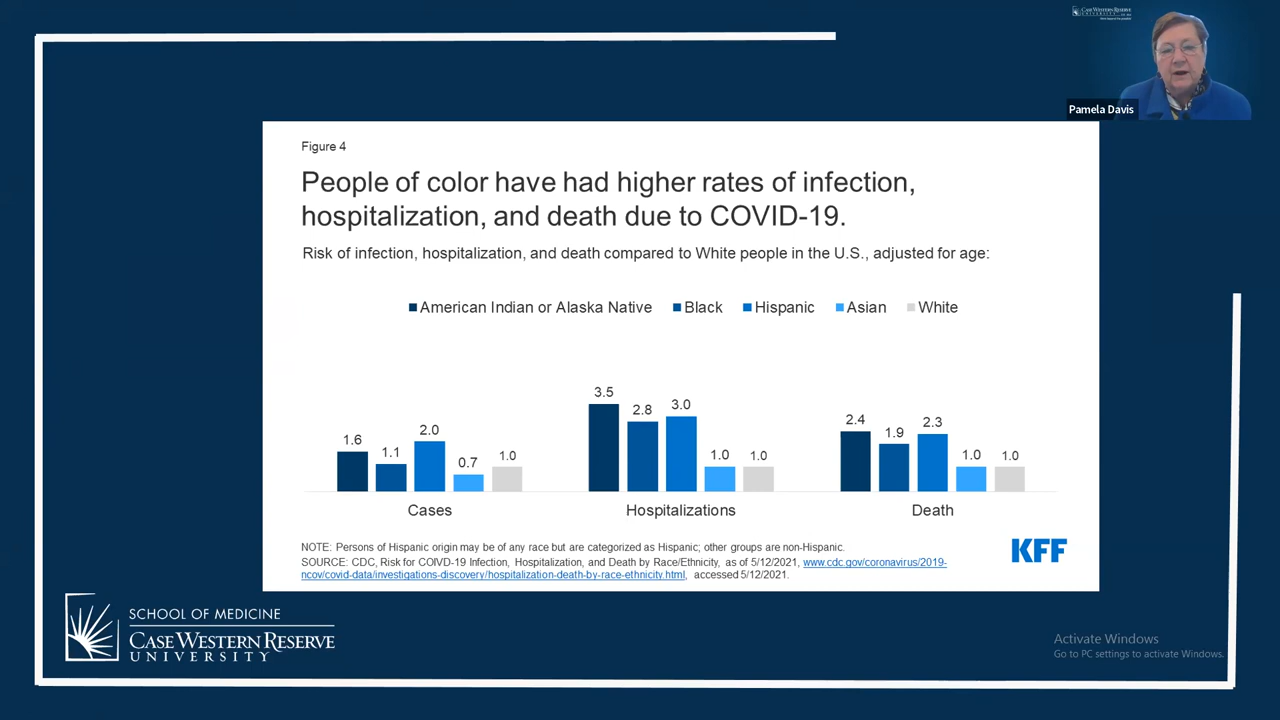 CASE WESTERN RESERVE
UNIVERSITY
Pamela Davis
Figure 4
People of color have had higher rates of infection,
hospitalization, and death due to COVID-19.
Risk of infection, hospitalization, and death compared to White people in the U.S., adjusted for age:
American Indian or Alaska Native Black Hispanic Asian White
1.6 1.1 2.0 0.7 1.0
3.5 2.8 3.0 1.0 1.0
2.4 1.9 2.3 1.0 1.0
Cases Hospitalizations Death
NOTE: Persons of Hispanic origin may be of any race but are categorized as Hispanic; other groups are non-Hispanic.
SOURCE: CDC, Risk for COIVD-19 Infection, Hospitalization, and Death by Race/Ethnicity, as of 5/12/2021, www.cdc.gov/coronavirus/2019-
ncov/covid-data/investigations-discovery/hospitalization-death-by-race-ethnicity.html, accessed 5/12/2021.
KFF
SCHOOL OF MEDICINE
CASE WESTERN RESERVE
UNIVERSITY
Activate Windows
Go to PC settings to activate Windows.